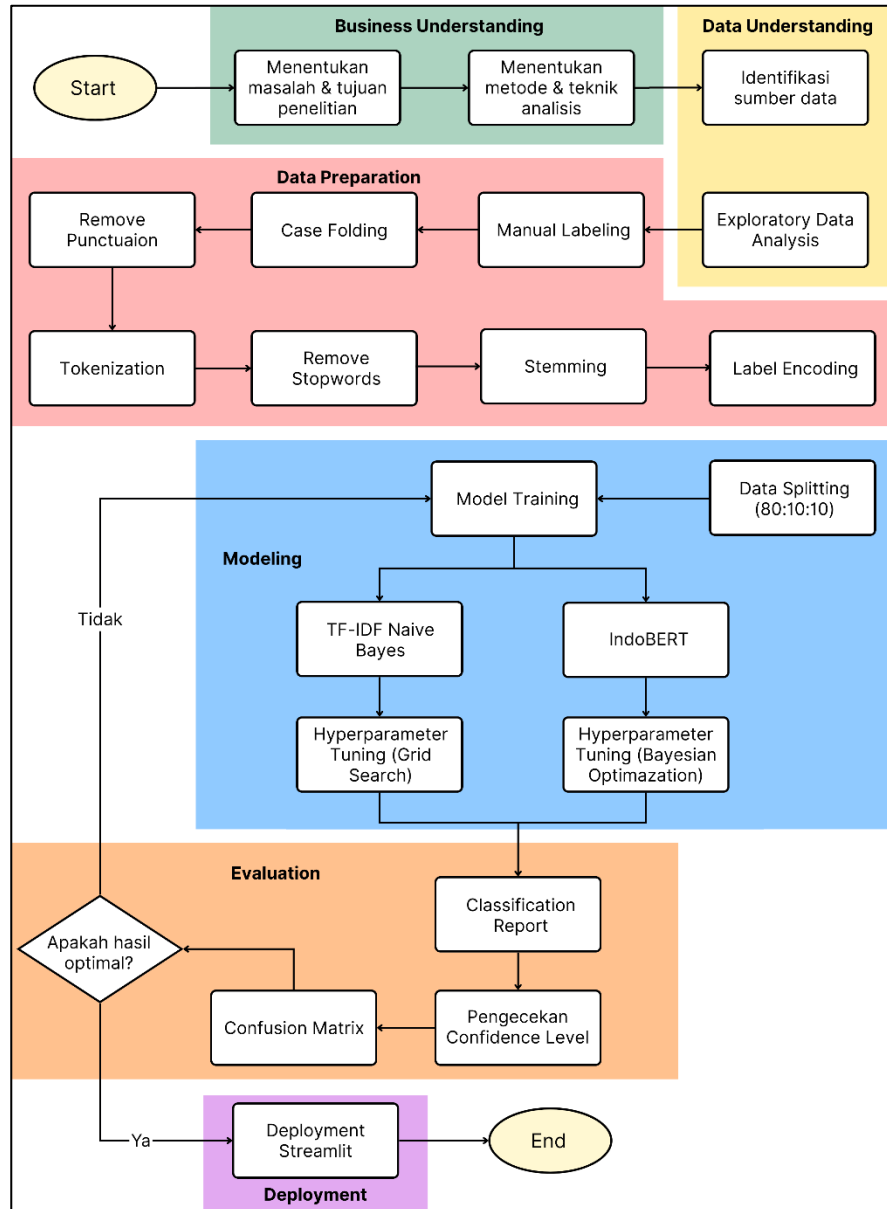 Business Understanding
Data Understanding
Start
Menentukan
masalah & tujuan
penelitian
Menentukan
metode & teknik
analisis
Identifikasi
sumber data
Data Preparation
Remove
Punctuaion
Case Folding
Manual Labeling
Exploratory Data
Analysis
Tokenization
Remove
Stopwords
Stemming
Label Encoding
Model Training
Data Splitting
(80:10:10)
Modeling
Tidak
TF-IDF Naive
Bayes
IndoBERT
Hyperparameter
Tuning (Grid
Search)
Hyperparameter
Tuning (Bayesian
Optimazation)
Evaluation
Classification
Report
Apakah hasil
optimal?
Confusion Matrix
Pengecekan
Confidence Level
Ya
Deployment
Streamlit
End
Deployment